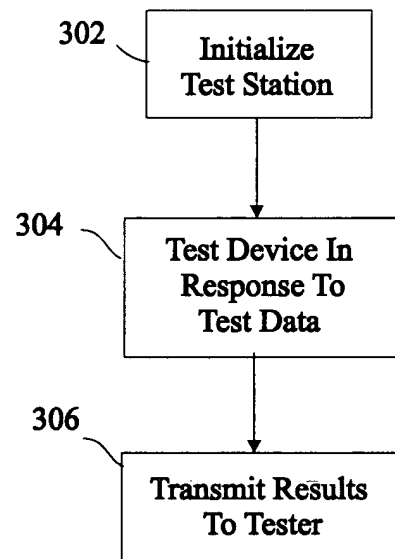 302
Initialize
Test Station
304
Test Device In
Response To
Test Data
306
Transmit Results
To Tester